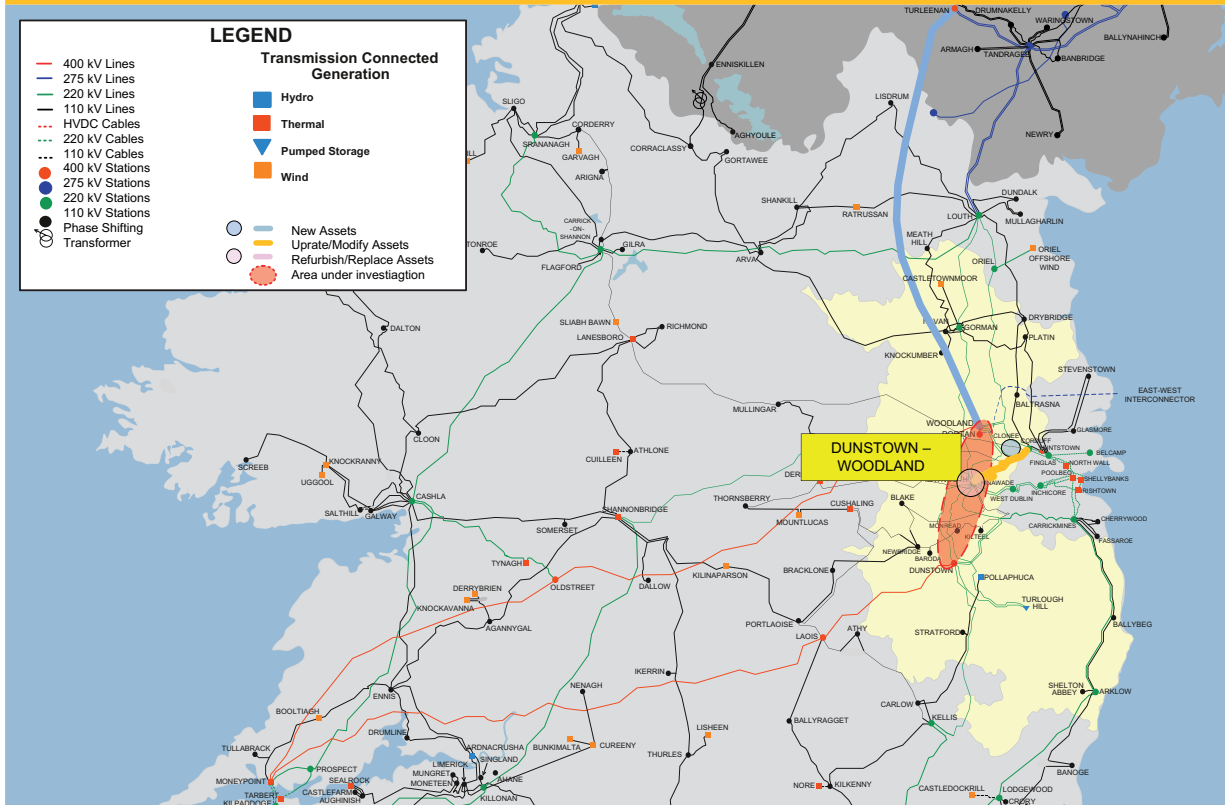 LEGEND
400 kV Lines
275 kV Lines
220 kV Lines
110 kV Lines
HVDC Cables
220 kV Cables
110 kV Cables
400 kV Stations
275 kV Stations
220 kV Stations
110 kV Stations
Phase Shifting
Transformer
Transmission Connected
Generation
Hydro
Thermal
Pumped Storage
Wind
New Assets
Uprate/Modify Assets
Refurbish/Replace Assets
Area under investiagtion
TURLEENAN
DRUMNAKELLY
WARINGSTOWN
BALLYNAHINCH
ARMAGH
TANDRAGEE
BANBRIDGE
ENNISKILLEN
NEWRY
LISDRUM
SLIGO
CORDERRY
SRANANAGH
GARVAGH
ARIGNA
AGHYOULE
CORRACLASSY
GORTAWEE
SHANKILL
RATRUSSAN
DUNDALK
LOUTH
MULLAGHARLIN
CARRICK
-ON-
SHANNON
TONROE
GILRA
FLAGFORD
ARVA
MEATH
HILL
ORIEL
ORIEL
OFFSHORE
WIND
CASTLETOWNMOOR
DALTON
SLIABH BAWN
RICHMOND
LANESBORO
GORMAN
DRYBRIDGE
PLATIN
KNOCKUMBER
STEVENSTOWN
EAST-WEST
INTERCONNECTOR
BALTRASNA
MULLINGAR
WOODLAND
CLONEE
GLASMORE
CLOON
DUNSTOWN –
WOODLAND
FINGLAS
BELCAMP
NORTH WALL
POOLBEG
SHELLYBANKS
IRISHTOWN
INCHICORE
WEST DUBLIN
SCREEB
KNOCKRANNY
UGGOOL
CUILLEEN
ATHLONE
CASHLA
SALTHILL
GALWAY
SHANNONBRIDGE
SOMERSET
THORNSBERRY
CUSHALING
MOUNTLUCAS
BLAKE
MONREAD
KILTEEL
CARRICKMINES
CHERRYWOOD
FASSAROE
NEWBRIDGE
BARODA
DUNSTOWN
TYNAGH
OLDSTREET
DALLOW
KILINAPARSON
BRACKLONE
POLLAPHUCA
TURLOUGH
HILL
DERRYBRIEN
KNOCKAVANNA
AGANNYGAL
PORTLAOISE
LAOIS
ATHY
STRATFORD
BALLYBEG
IKERRIN
ENNIS
NENAGH
SHELTON
ABBEY
ARKLOW
CARLOW
KELLIS
BOOLTIAGH
DRUMLINE
BALLYRAGGET
LISHEEN
TULLABRACK
ARDNACRUSHA
SINGLAND
BUNKIMALTA
CUREENY
THURLES
LIMERICK
MUNGRET
MONETEEN
AHANE
PROSPECT
MONEYPOINT
SEALROCK
CASTLEFARM
AUGHINISH
TARBERT
KILPADDOGE
KILLONAN
NORE
KILKENNY
BANOGE
CASTLEDOCKRILL
LODGEWOOD
CRORY